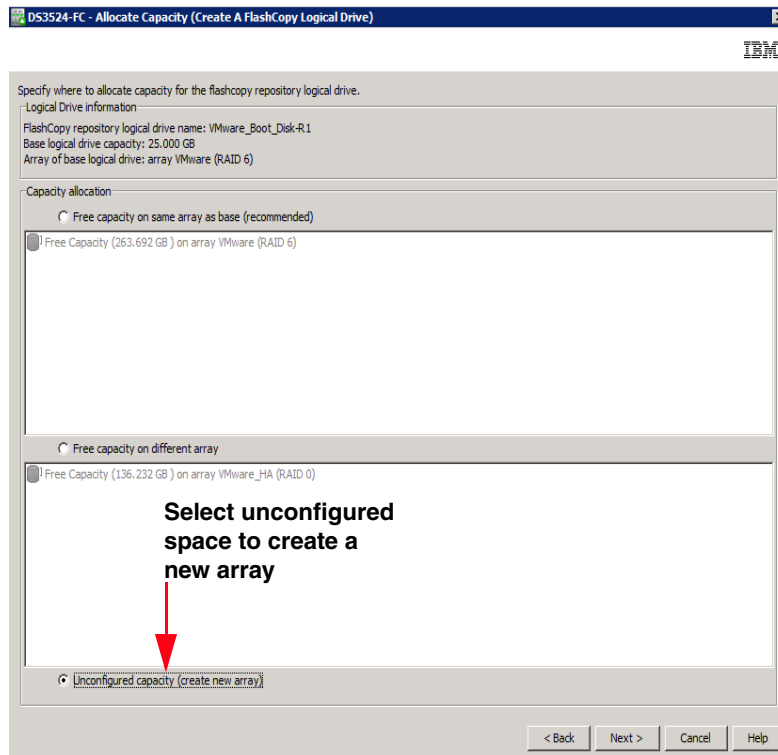 DS3524-FC - Allocate Capacity (Create A FlashCopy Logical Drive)
IBM
Specify where to allocate capacity for the flashcopy repository logical drive.
Logical Drive information
FlashCopy repository logical drive name: VMware_Boot_Disk-R1
Base logical drive capacity: 25.000 GB
Array of base logical drive: array VMware (RAID 6)
Capacity allocation
Free capacity on same array as base (recommended)
Free Capacity (263.692 GB ) on array VMware (RAID 6)
Free capacity on different array
Free Capacity (136.232 GB ) on array VMware_HA (RAID 0)
Select unconfigured
space to create a
new array
Unconfigured capacity (create new array)
< Back Next > Cancel Help